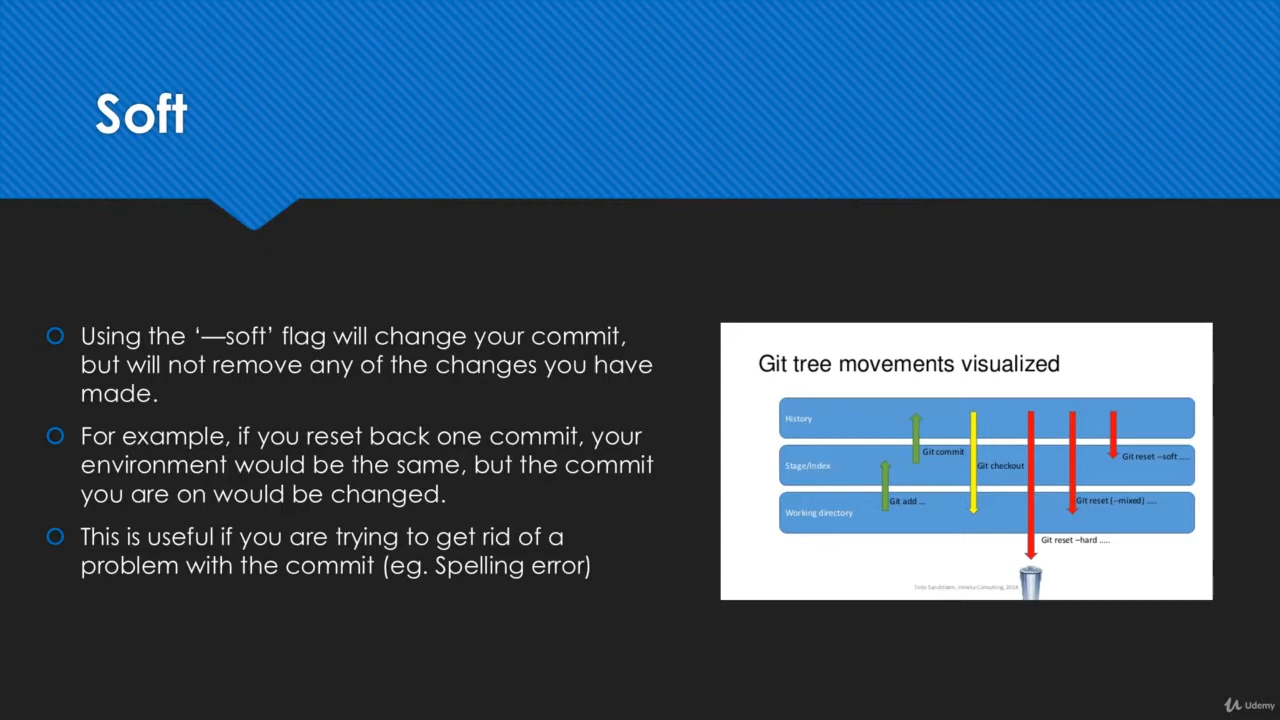 Soft
Using the ‘—soft’ flag will change your commit,
but will not remove any of the changes you have
made.
For example, if you reset back one commit, your
environment would be the same, but the commit
you are on would be changed.
This is useful if you are trying to get rid of a
problem with the commit (eg. Spelling error)
Git tree movements visualized
History
Git commit
Git reset –soft .....
Stage/Index
Git checkout
Git add ...
Git reset (--mixed) .....
Working directory
Git reset –hard .....
Consulting, 2014
Udemy